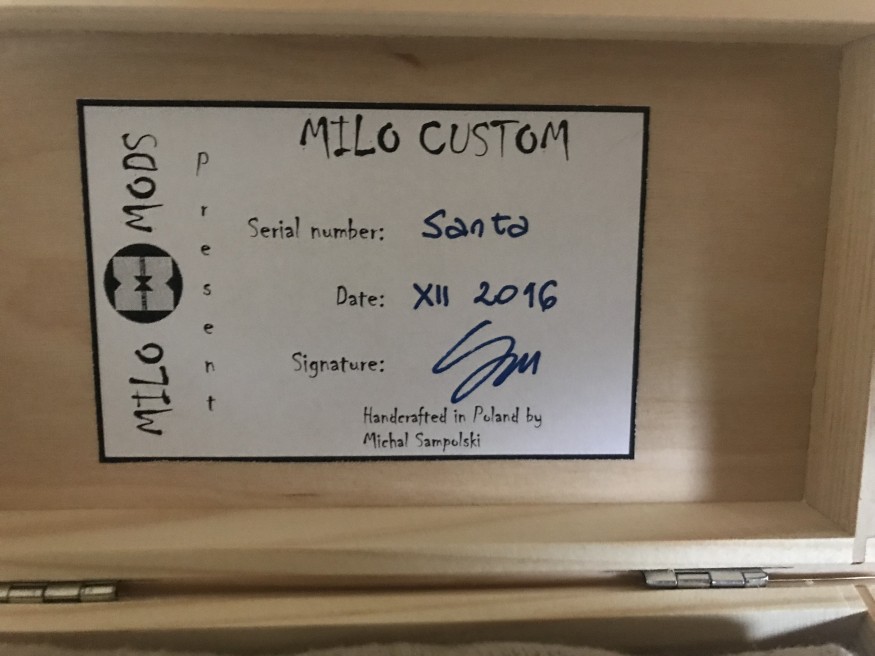 MILO MODS
present
MILO CUSTOM
Serial number: Santa
Date: XII 2016
Signature:
Handcrafted in Poland by
Michal Sampolski